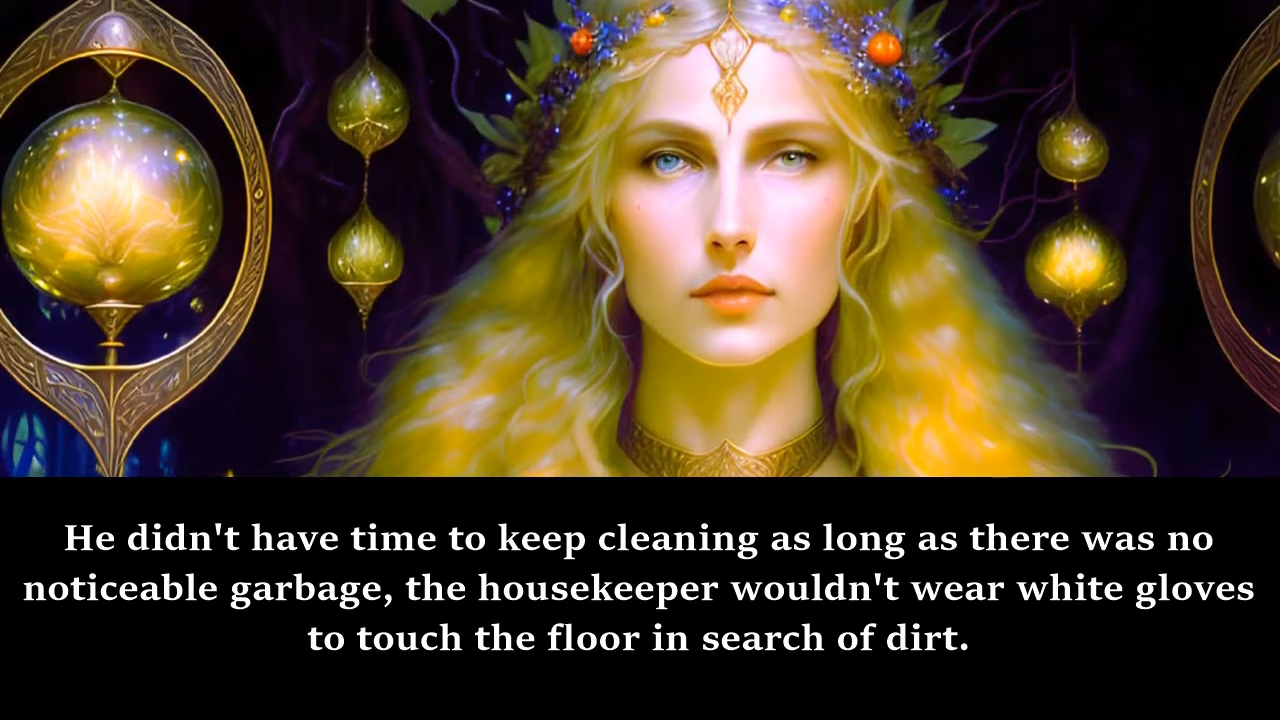 He didn't have time to keep cleaning as long as there was no
noticeable garbage, the housekeeper wouldn't wear white gloves
to touch the floor in search of dirt.